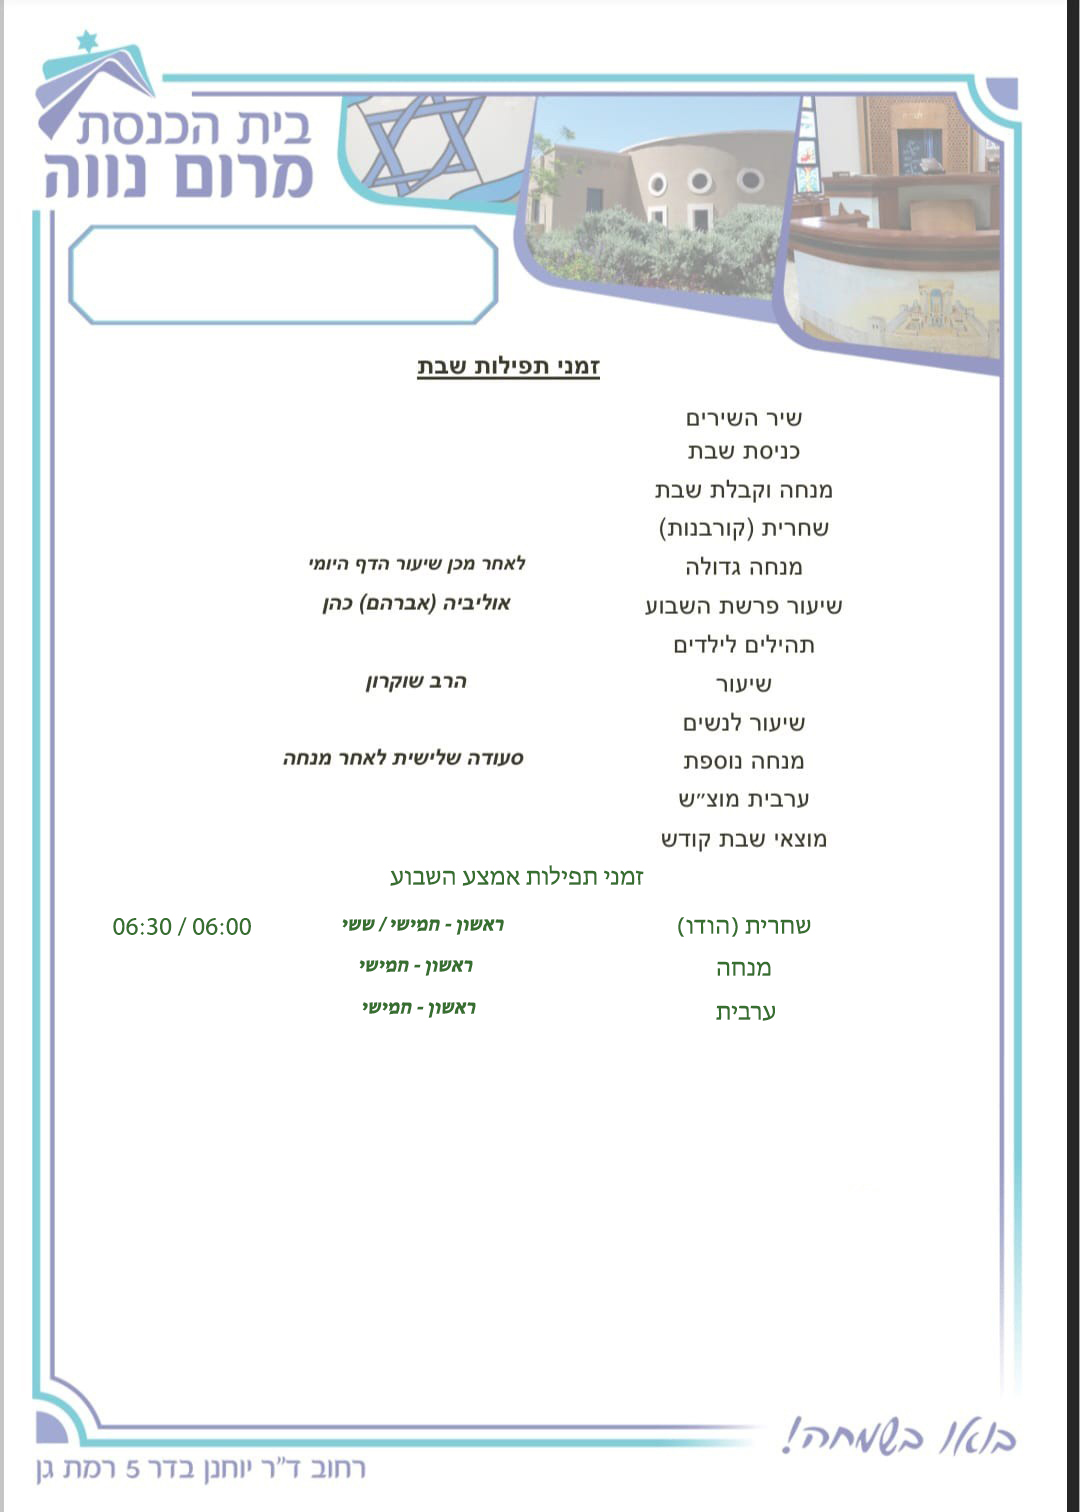 בית הכנסת
מרום נווה
זמני תפילות שבת
שיר השירים
כניסת שבת
מנחה וקבלת שבת
שחרית (קורבנות)
מנחה גדולה לאחר מכן שיעור הדף היומי
שיעור פרשת השבוע אוליביה (אברהם) כהן
תהילים לילדים
שיעור הרב שוקרון
שיעור לנשים
מנחה נוספת סעודה שלישית לאחר מנחה
ערבית מוצ״ש
מוצאי שבת קודש
זמני תפילות אמצע השבוע
שחרית (הודו) ראשון - חמישי / ששי 06:00 / 06:30
מנחה ראשון - חמישי
ערבית ראשון - חמישי
בואו בשמחה!
רחוב ד״ר יוחנן בדר 5 רמת גן